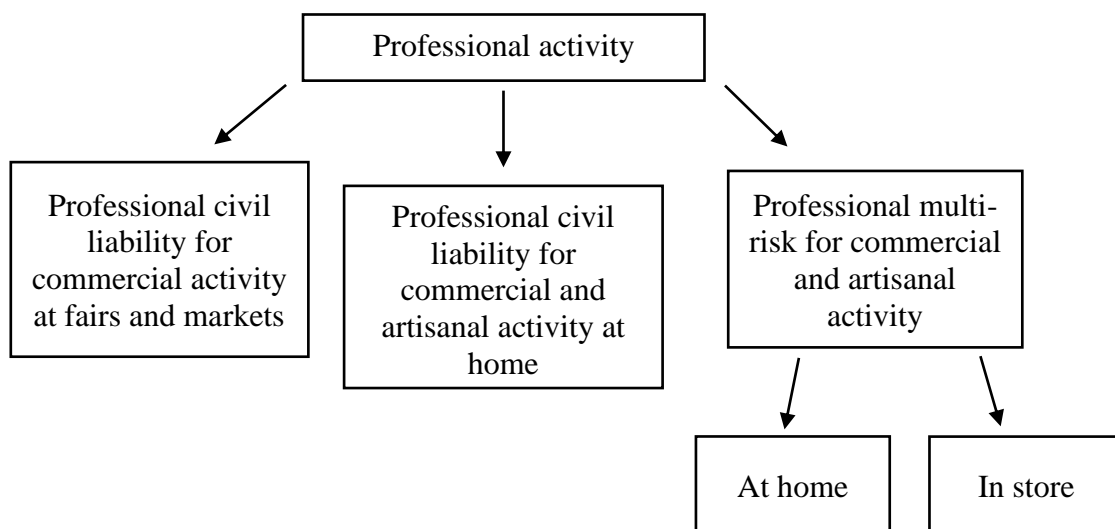 Professional activity
Professional civil
liability for
commercial activity
at fairs and markets
Professional civil
liability for
commercial and
artisanal activity at
home
Professional multi-
risk for commercial
and artisanal
activity
At home
In store